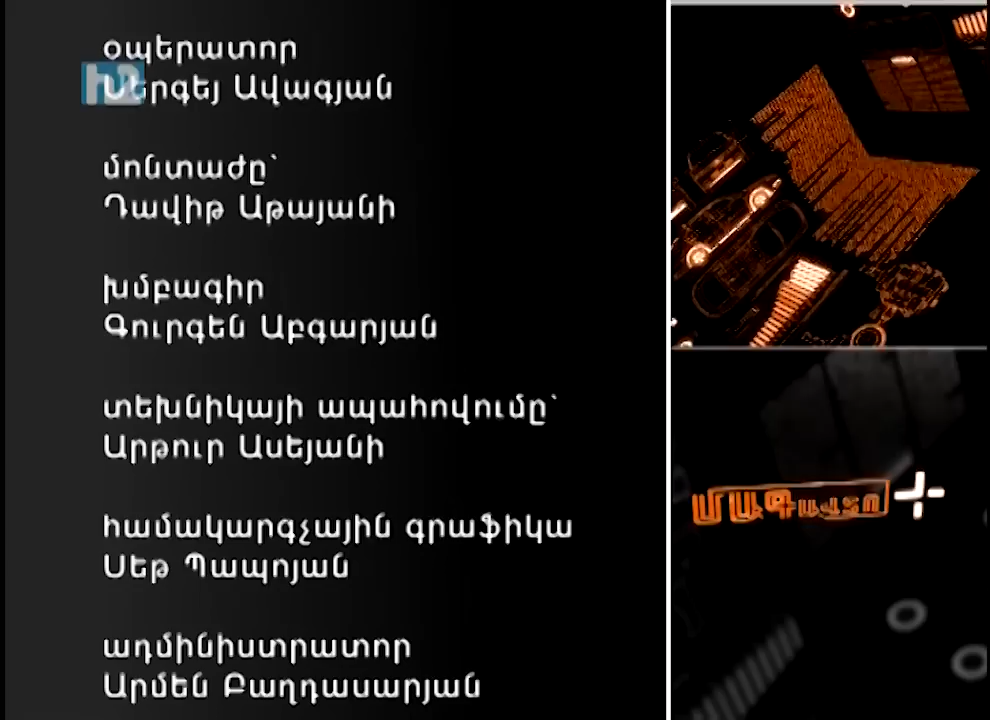 օպերատոր
Սերգեյ Ավագյան
մոնտաժը՝
Դավիթ Աթայանի
խմբագիր
Գուրգեն Աբգարյան
տեխնիկայի ապահովումը՝
Արթուր Ասեյանի
համակարգչային գրաֆիկա
Սեթ Պապոյան
ադմինիստրատոր
Արմեն Բաղդասարյան